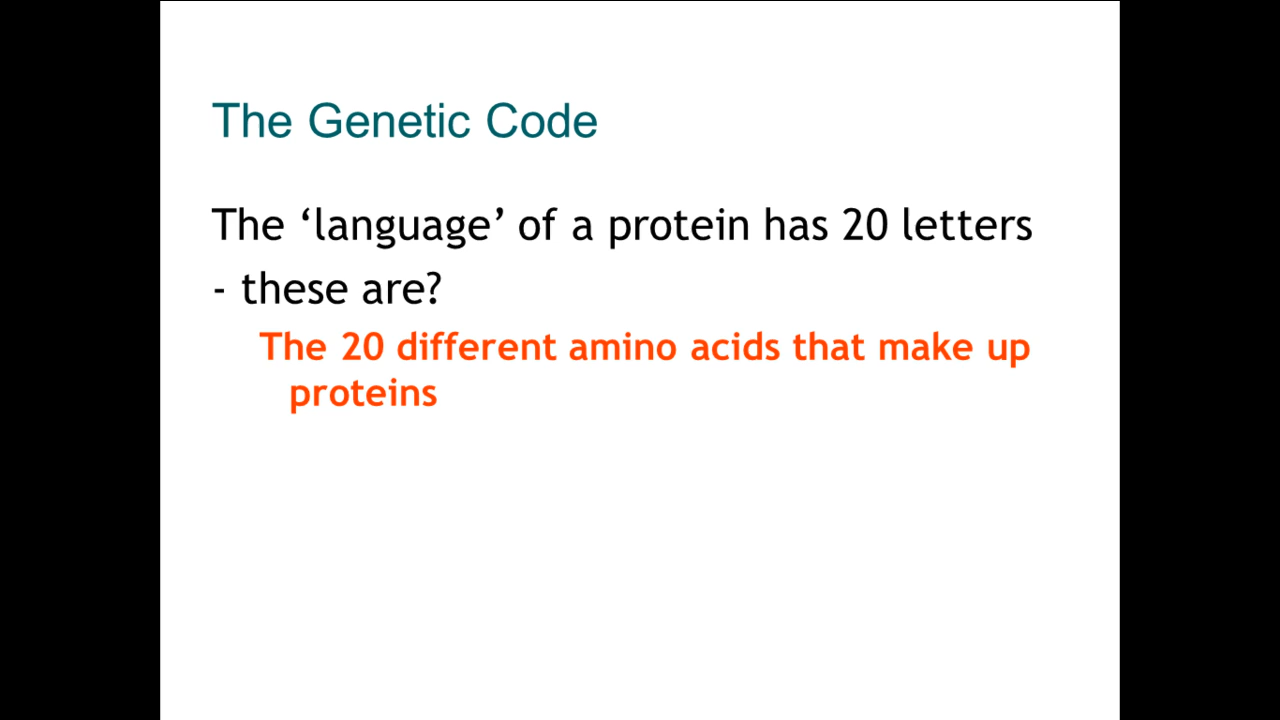 The Genetic Code
The ‘language’ of a protein has 20 letters
- these are?
The 20 different amino acids that make up
proteins